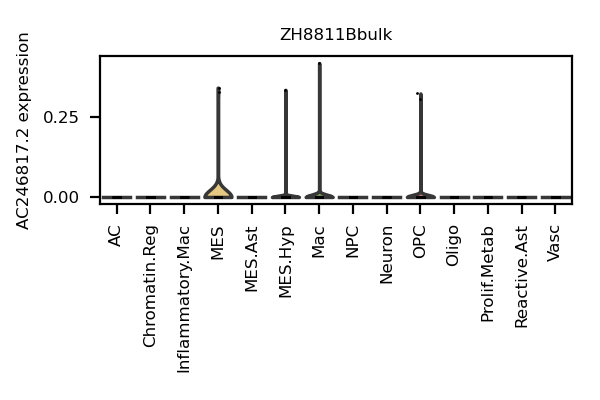 ZH8811Bbulk
AC246817.2 expression
0.25
0.00
AC
Chromatin.Reg
Inflammatory.Mac
MES
MES.Ast
MES.Hyp
Mac
NPC
Neuron
OPC
Oligo
Prolif.Metab
Reactive.Ast
Vasc